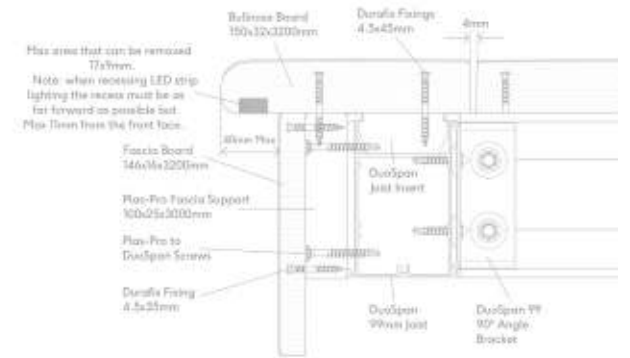 Bullnose Board
150x32x3200mm
Durafix Fixings
4.5x45mm
4mm
Max area that can be removed
17x9mm.
Note: when recessing LED strip
lighting the recess must be as
far forward as possible but
Max 11mm from the front face.
40mm Max
Fascia Board
146x16x3200mm
DuoSpan
Joist Insert
Plas-Pro Fascia Support
100x25x3000mm
Plas-Pro to
DuoSpan Screws
Durafix Fixing
4.5x35mm
DuoSpan
99mm Joist
DuoSpan 99
90° Angle
Bracket